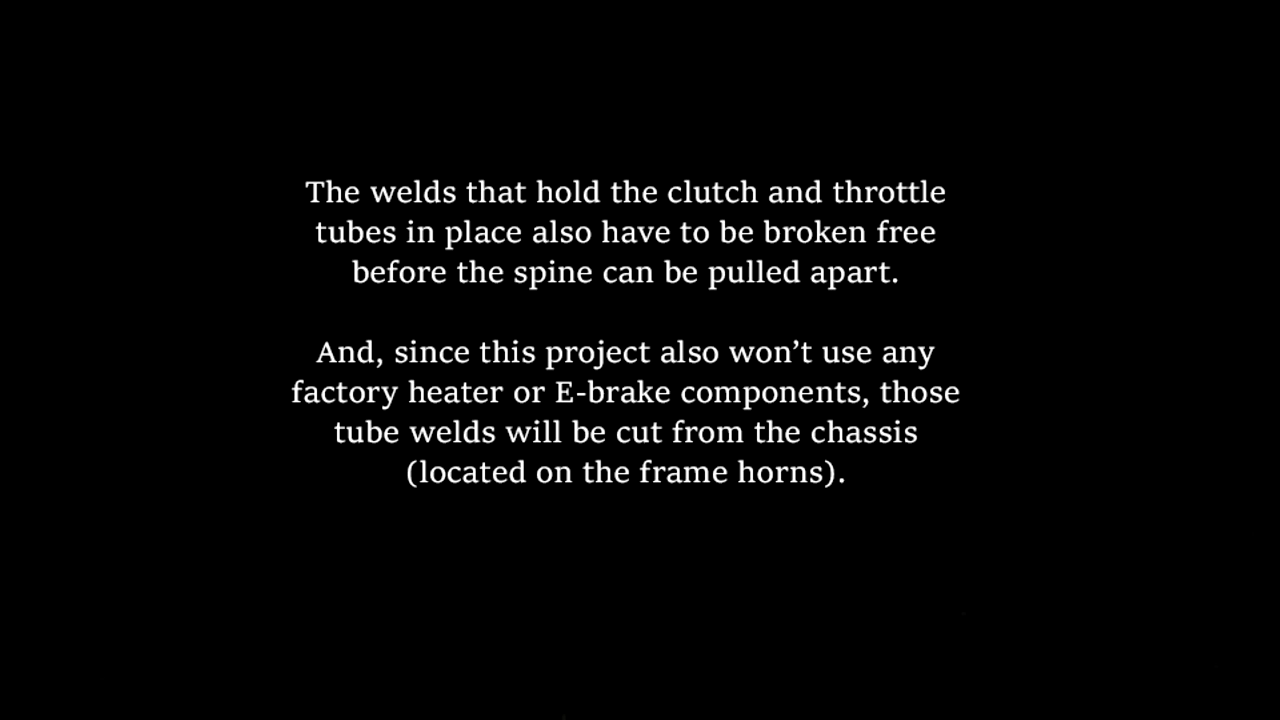 The welds that hold the clutch and throttle
tubes in place also have to be broken free
before the spine can be pulled apart.
And, since this project also won’t use any
factory heater or E-brake components, those
tube welds will be cut from the chassis
(located on the frame horns).